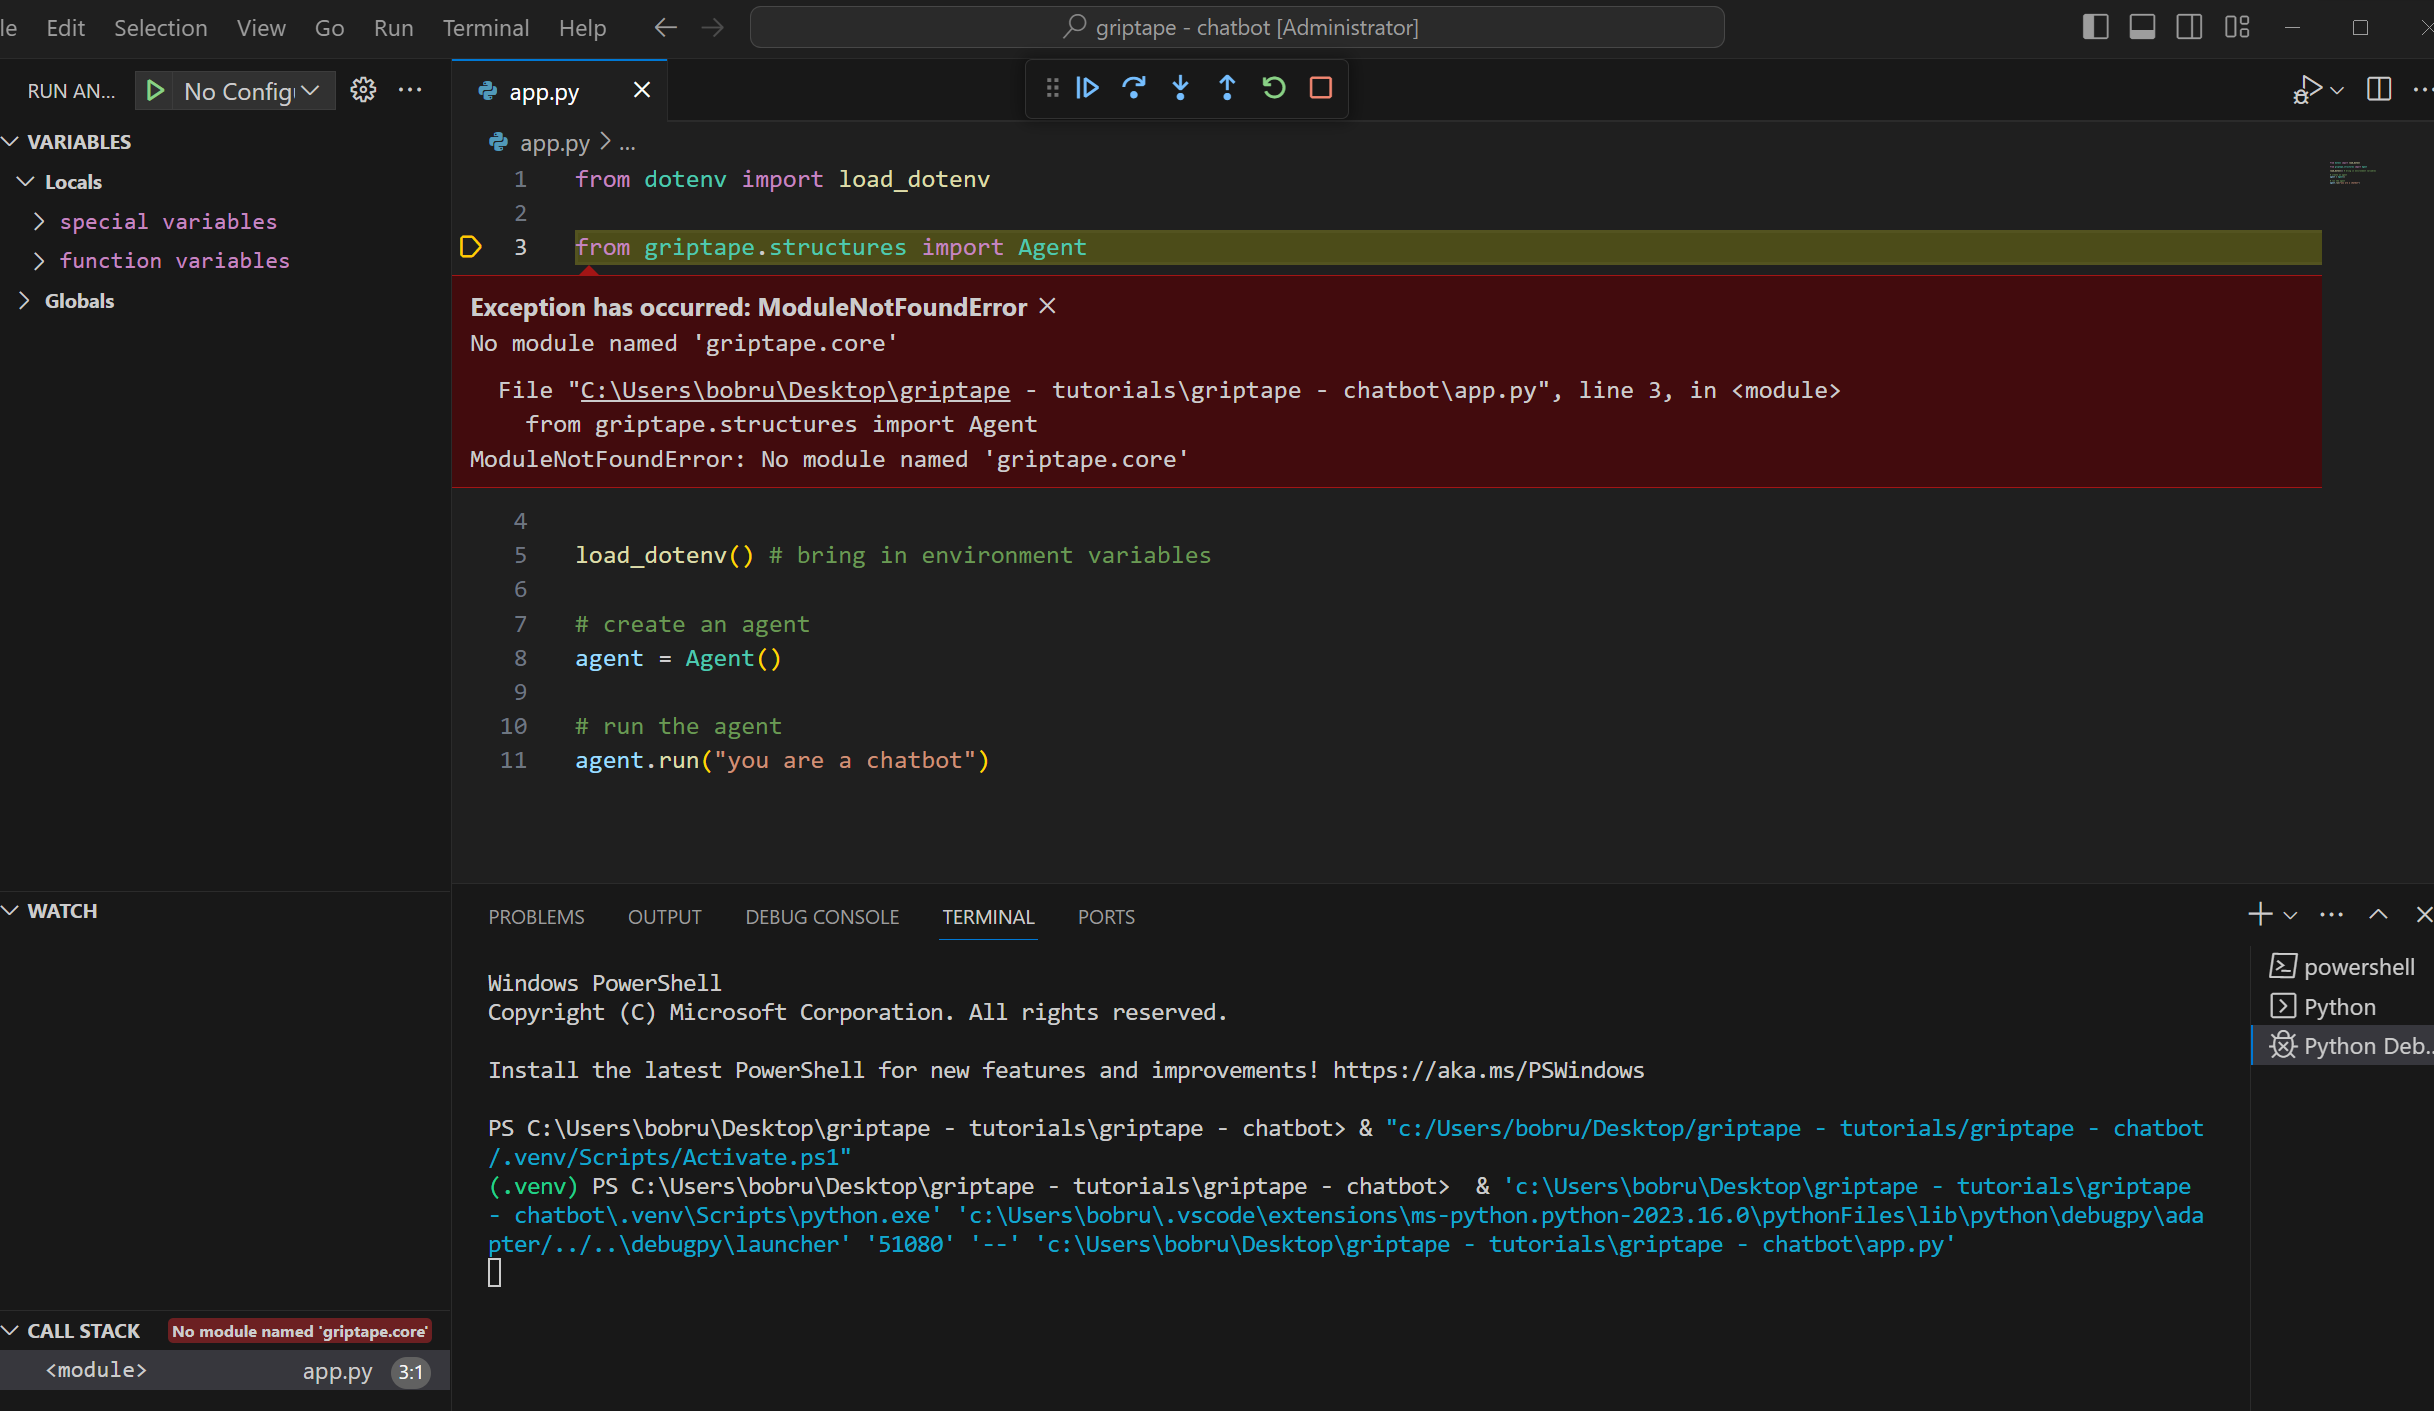 le Edit Selection View Go Run Terminal Help
griptape - chatbot [Administrator]
RUN AN... No Config
app.py
VARIABLES
Locals
special variables
function variables
Globals
app.py > ...
1 from dotenv import load_dotenv
2
3 from griptape.structures import Agent
Exception has occurred: ModuleNotFoundError
No module named 'griptape.core'
File "C:\Users\bobru\Desktop\griptape - tutorials\griptape - chatbot\app.py", line 3, in <module>
from griptape.structures import Agent
ModuleNotFoundError: No module named 'griptape.core'
4
5 load_dotenv() # bring in environment variables
6
7 # create an agent
8 agent = Agent()
9
10 # run the agent
11 agent.run("you are a chatbot")
WATCH
PROBLEMS OUTPUT DEBUG CONSOLE TERMINAL PORTS
powershell
Python
Python Deb...
Windows PowerShell
Copyright (C) Microsoft Corporation. All rights reserved.
Install the latest PowerShell for new features and improvements! https://aka.ms/PSWindows
PS C:\Users\bobru\Desktop\griptape - tutorials\griptape - chatbot> & "c:/Users/bobru/Desktop/griptape - tutorials/griptape - chatbot
/.venv/Scripts/Activate.ps1"
(.venv) PS C:\Users\bobru\Desktop\griptape - tutorials\griptape - chatbot>  & 'c:\Users\bobru\Desktop\griptape - tutorials\griptape
- chatbot\.venv\Scripts\python.exe' 'c:\Users\bobru\.vscode\extensions\ms-python.python-2023.16.0\pythonFiles\lib\python\debugpy\ada
pter/../..\debugpy\launcher' '51080' '--' 'c:\Users\bobru\Desktop\griptape - tutorials\griptape - chatbot\app.py'
CALL STACK No module named 'griptape.core'
<module> app.py 3:1